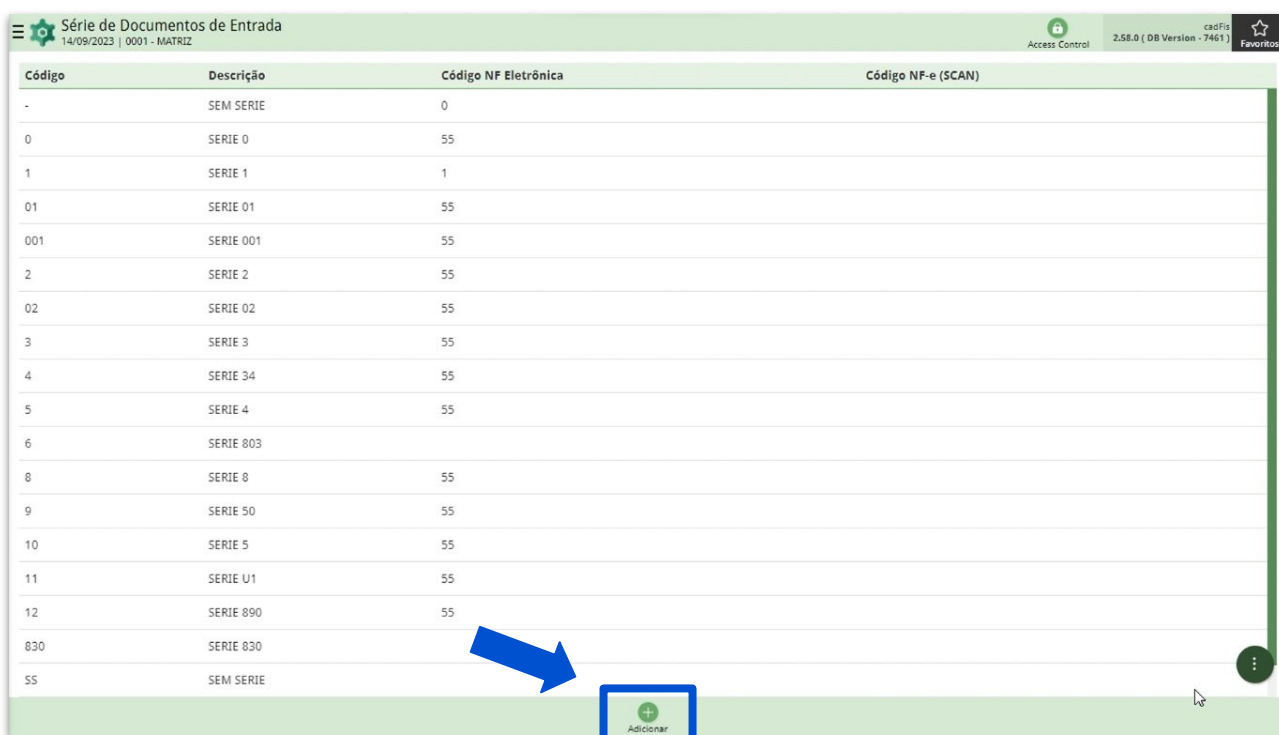 Série de Documentos de Entrada
14/09/2023 | 0001 - MATRIZ
Access Control
cadFis
2.58.0 ( DB Version - 7461 )
Favoritos
Código Descrição Código NF Eletrônica Código NF-e (SCAN)
- SEM SERIE 0
0 SERIE 0 55
1 SERIE 1 1
01 SERIE 01 55
001 SERIE 001 55
2 SERIE 2 55
02 SERIE 02 55
3 SERIE 3 55
4 SERIE 34 55
5 SERIE 4 55
6 SERIE 803
8 SERIE 8 55
9 SERIE 50 55
10 SERIE 5 55
11 SERIE U1 55
12 SERIE 890 55
830 SERIE 830
SS SEM SERIE
Adicionar